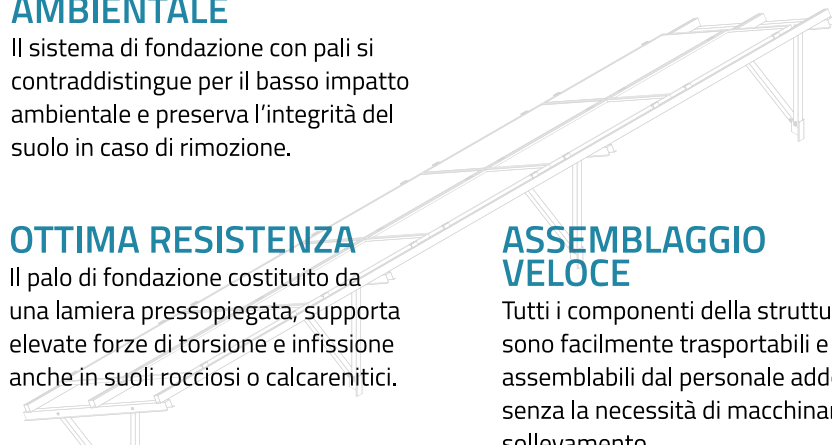 AMBIENTALE
Il sistema di fondazione con pali si
contraddistingue per il basso impatto
ambientale e preserva l'integrità del
suolo in caso di rimozione.
OTTIMA RESISTENZA
Il palo di fondazione costituito da
una lamiera pressopiegata, supporta
elevate forze di torsione e infissione
anche in suoli rocciosi o calcarenitici.
ASSEMBLAGGIO
VELOCE
Tutti i componenti della
sono facilmente trasportabili e
assemblabili dal personale
senza la necessità di
sollevamento